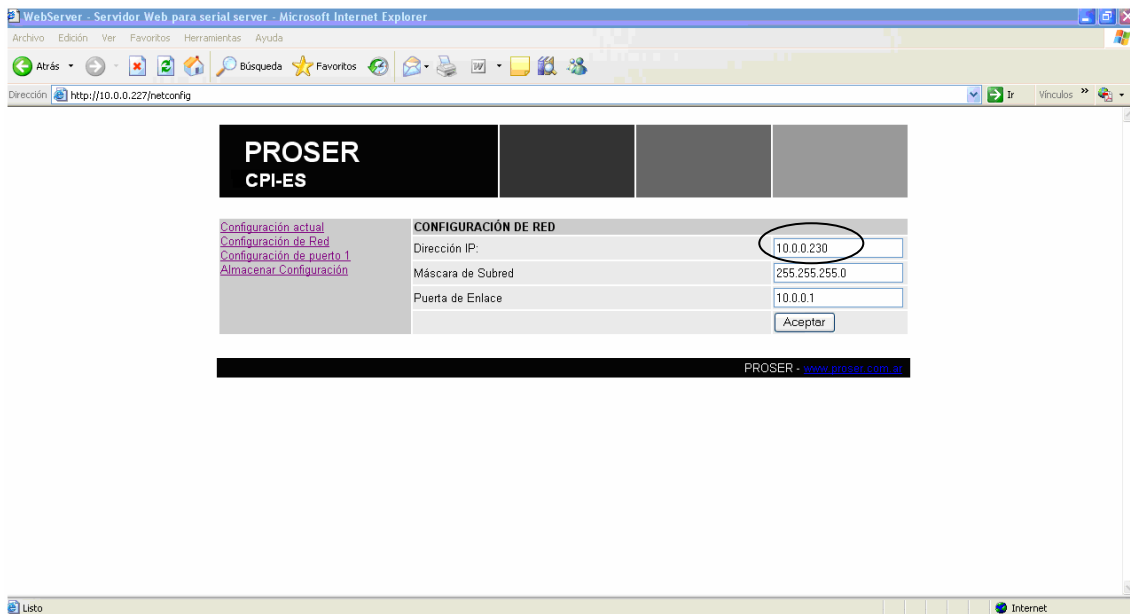 WebServer - Servidor Web para serial server - Microsoft Internet Explorer
Archivo Edición Ver Favoritos Herramientas Ayuda
Atrás Búsqueda Favoritos
Dirección http://10.0.0.227/netconfig Ir Vínculos »
PROSER
CPI-ES
Configuración actual
Configuración de Red
Configuración de puerto 1
Almacenar Configuración
CONFIGURACIÓN DE RED
Dirección IP: 10.0.0.230
Máscara de Subred 255.255.255.0
Puerta de Enlace 10.0.0.1
Aceptar
PROSER - www.proser.com.ar
Listo Internet